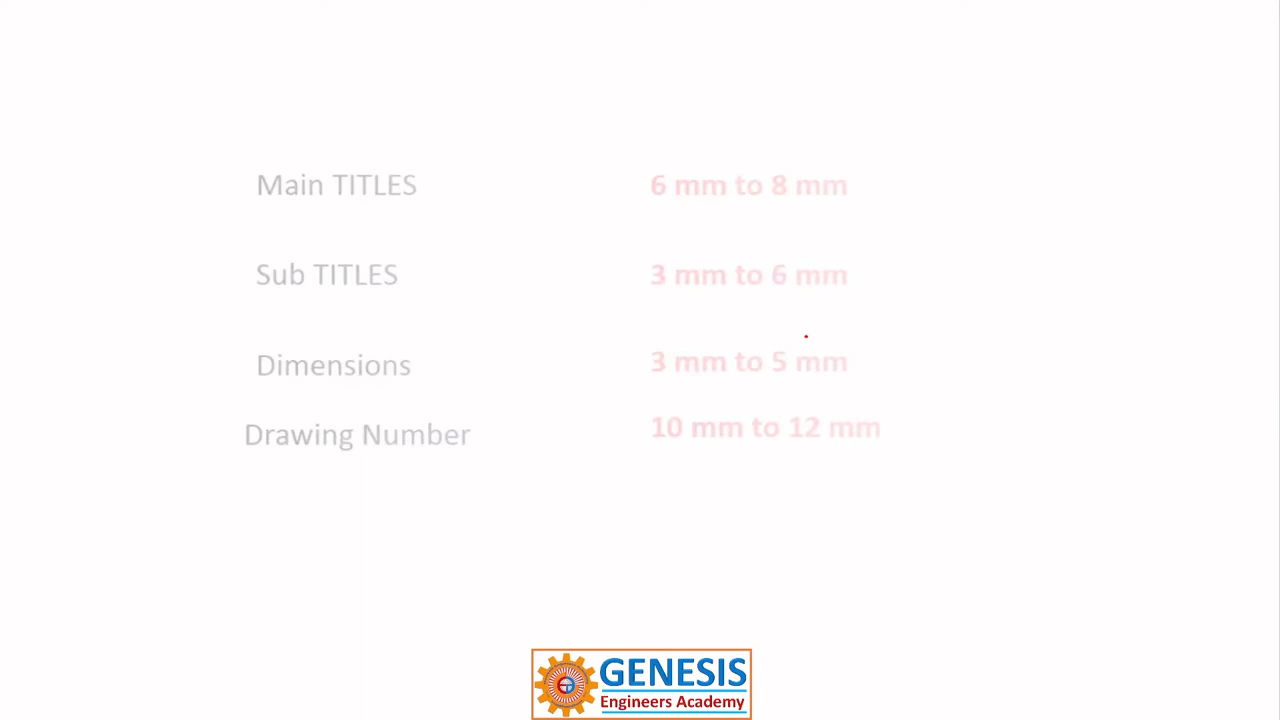 Main TITLES 6 mm to 8 mm
Sub TITLES 3 mm to 6 mm
Dimensions 3 mm to 5 mm
Drawing Number 10 mm to 12 mm
GENESIS
Engineers Academy